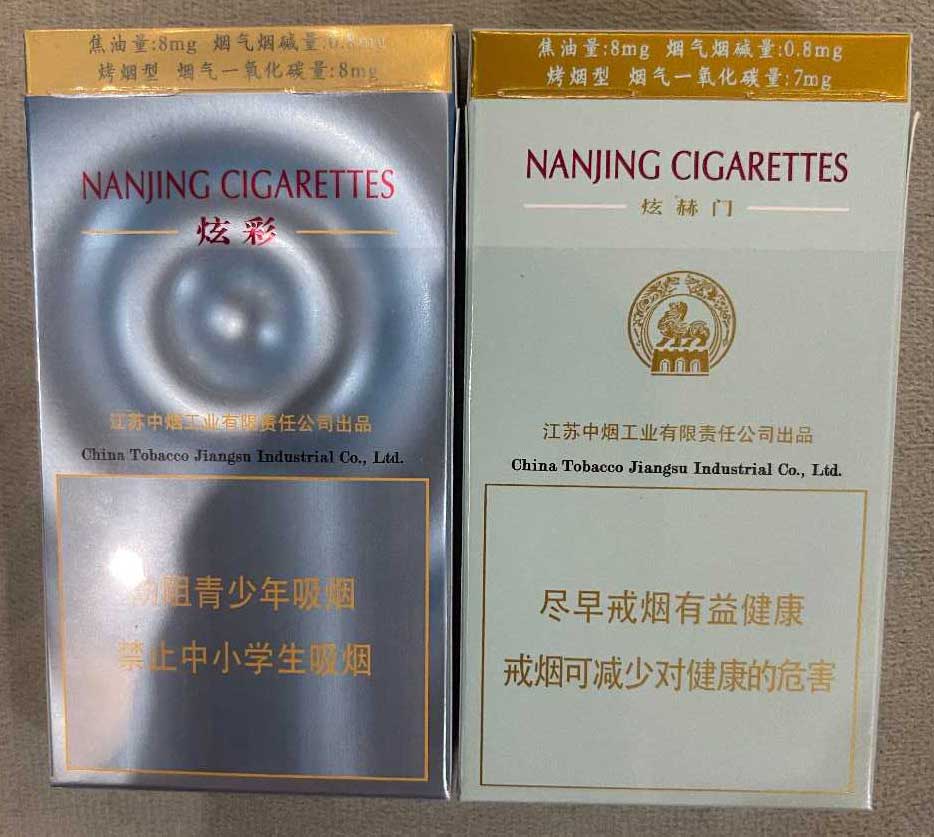 焦油量:8mg 烟气烟碱量:0.8mg
烤烟型 烟气一氧化碳量:8mg
NANJING CIGARETTES
炫彩
江苏中烟工业有限责任公司出品
China Tobacco Jiangsu Industrial Co., Ltd.
劝阻青少年吸烟
禁止中小学生吸烟
焦油量:8mg 烟气烟碱量:0.8mg
烤烟型 烟气一氧化碳量:7mg
NANJING CIGARETTES
炫赫门
江苏中烟工业有限责任公司出品
China Tobacco Jiangsu Industrial Co., Ltd.
尽早戒烟有益健康
戒烟可减少对健康的危害